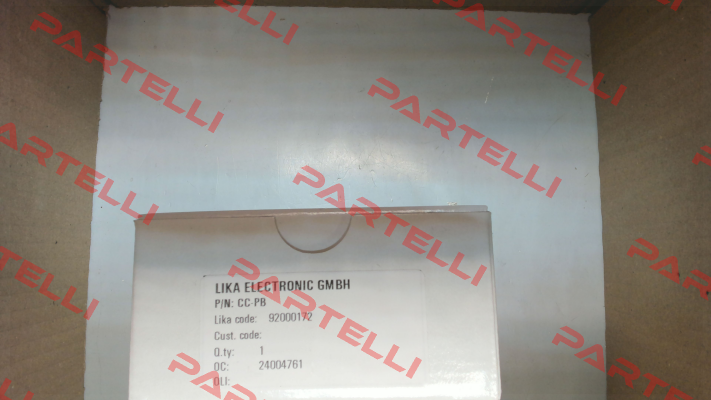 PARTELLI
PARTELLI
PARTELLI
PARTELLI
PARTELLI
PARTELLI
PARTELLI
PARTELLI
PARTELLI
LIKA ELECTRONIC GMBH
P/N: CC-PB
Lika code: 92000172
Cust. code:
Q.ty: 1
OC: 24004761
OLI: